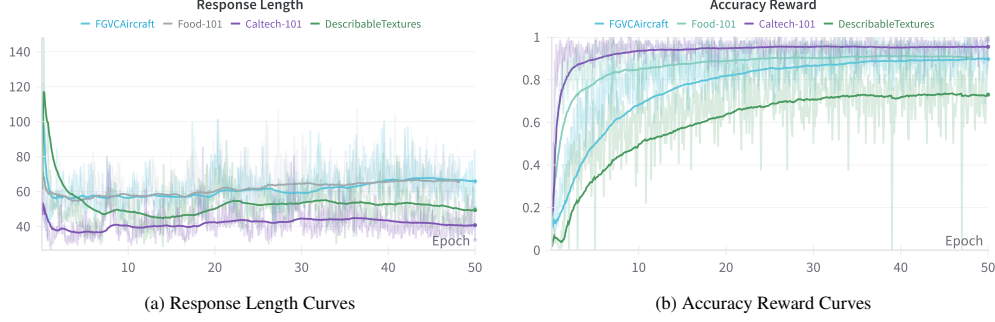 Response Length
FGVCAircraft Food-101 Caltech-101 DescribableTextures
140
120
100
80
60
40
Epoch
10 20 30 40 50
(a) Response Length Curves
Accuracy Reward
FGVCAircraft Food-101 Caltech-101 DescribableTextures
1
0.8
0.6
0.4
0.2
0
Epoch
10 20 30 40 50
(b) Accuracy Reward Curves